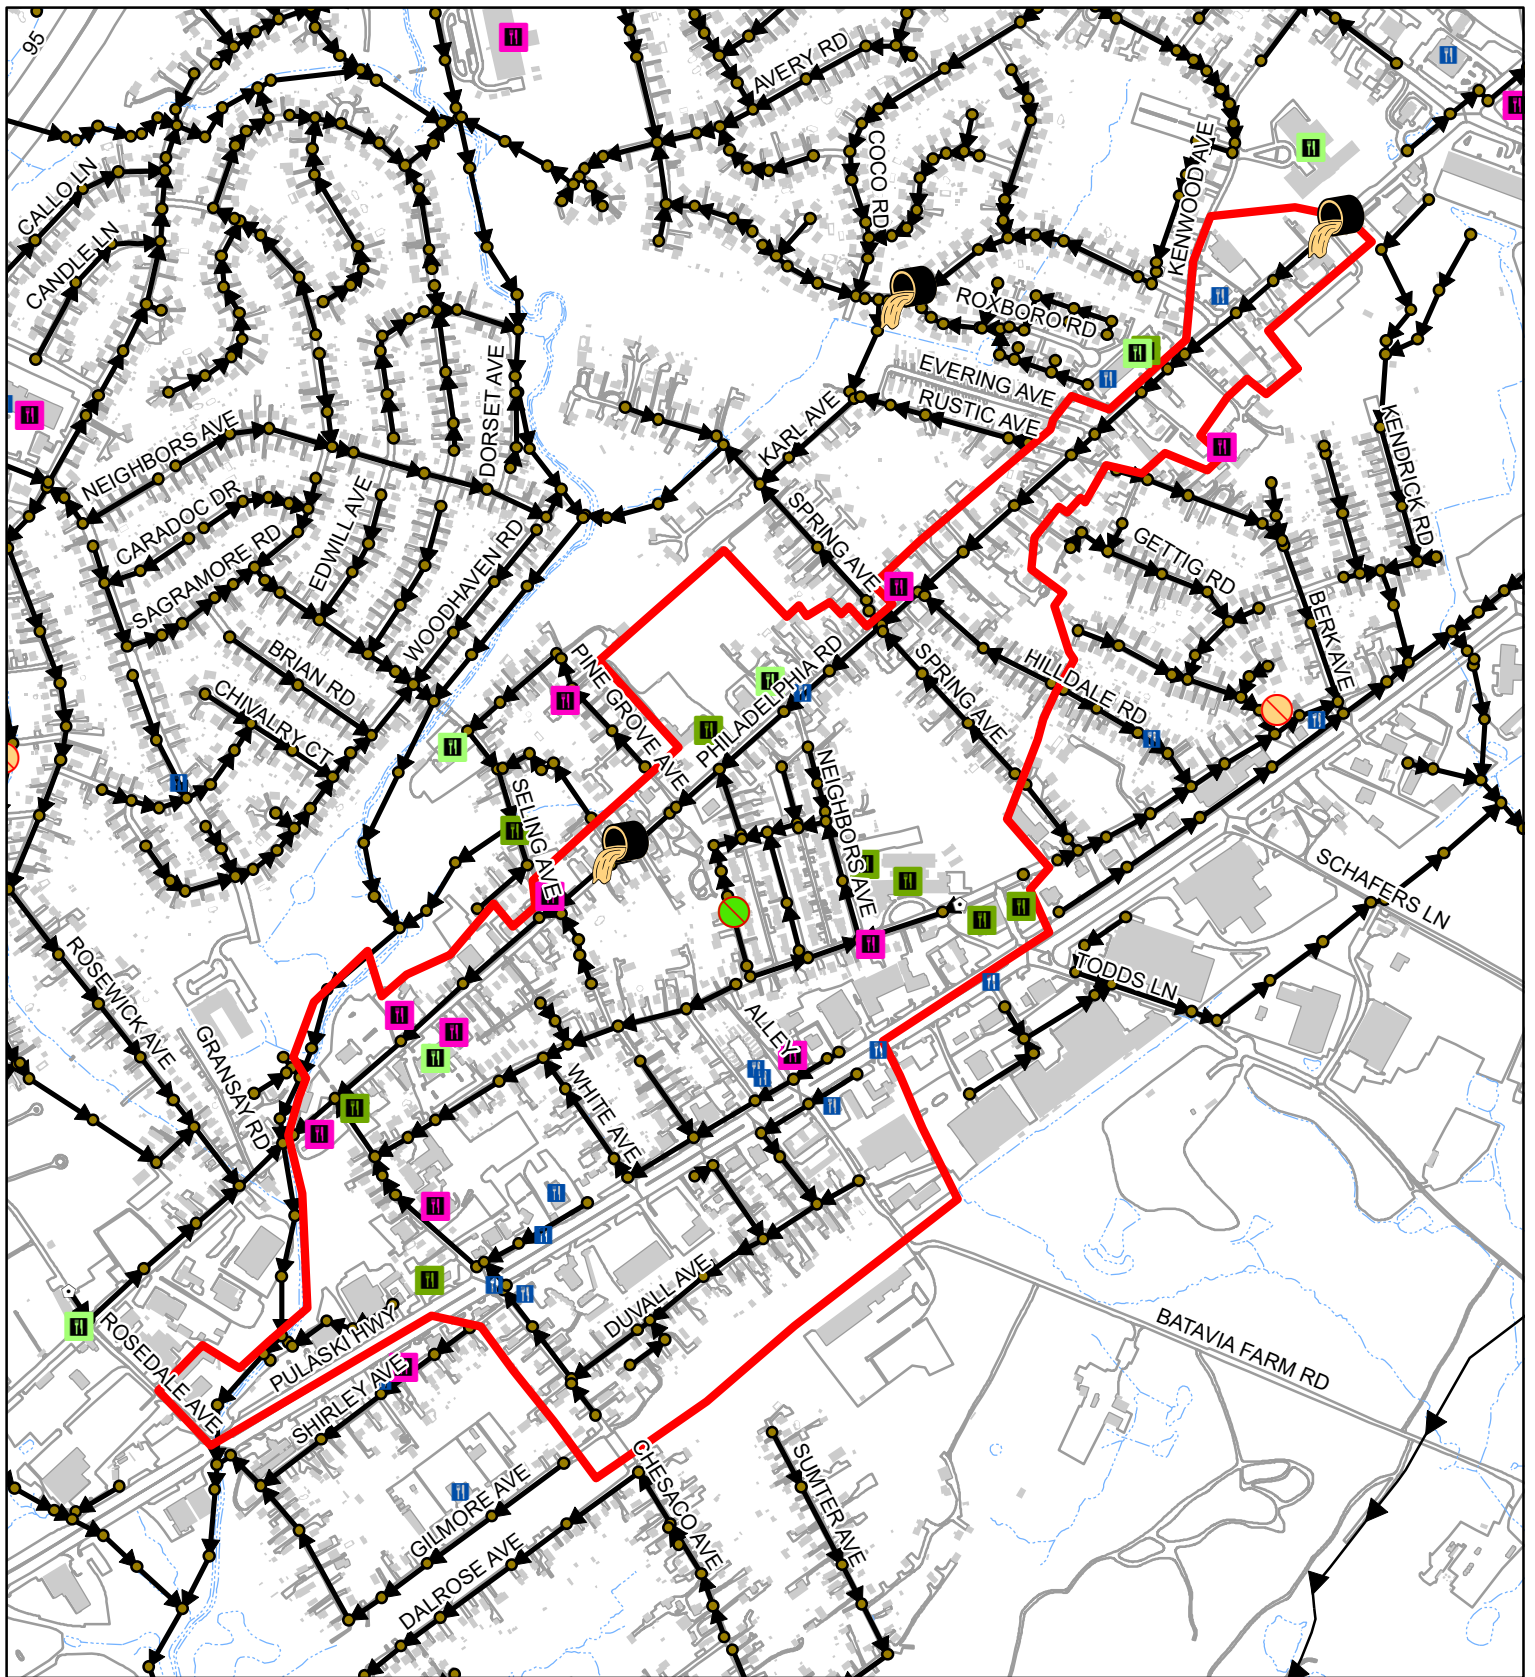 95
AVERY RD
CALLO LN
COCO RD
KENWOOD AVE
CANDLE LN
ROXBORO RD
EVERING AVE
RUSTIC AVE
DORSET AVE
KARL AVE
NEIGHBORS AVE
KENDRICK RD
CARADOC DR
SAGRAMORE RD
EDWILL AVE
SPRING AVE
WOODHAVEN RD
GETTIG RD
BERK AVE
BRIAN RD
PINE GROVE AVE
PHILADELPHIA RD
SPRING AVE
HILLDALE RD
CHIVALRY CT
SELING AVE
NEIGHBORS AVE
SCHAFERS LN
ROSEWICK AVE
TODDS LN
GRANSAY RD
ALLEY
WHITE AVE
DUVALL AVE
BATAVIA FARM RD
ROSEDALE AVE
PULASKI HWY
SHIRLEY AVE
GILMORE AVE
CHESACO AVE
SUMTER AVE
DALROSE AVE